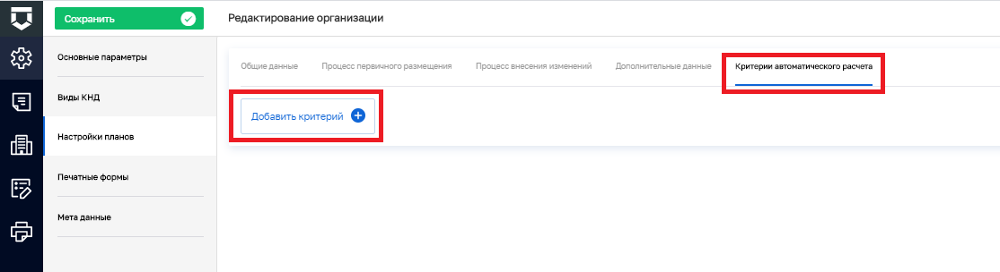 Сохранить
Редактирование организации
Основные параметры
Виды КНД
Настройки планов
Печатные формы
Мета данные
Общие данные
Процесс первичного размещения
Процесс внесения изменений
Дополнительные данные
Критерии автоматического расчета
Добавить критерий